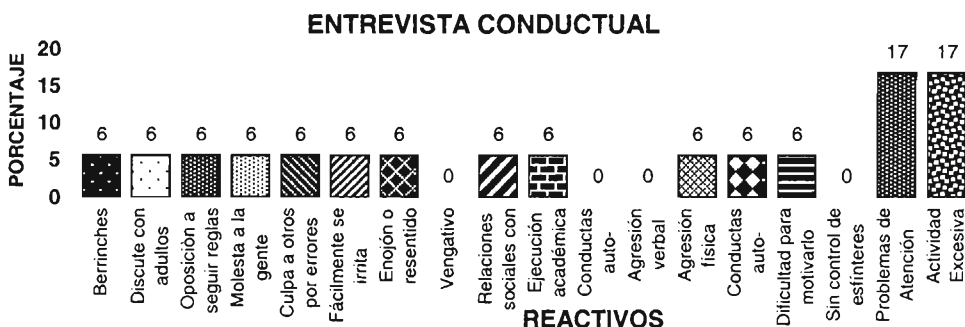 ENTREVISTA CONDUCTUAL
PORCENTAJE
20
15
10
5
0
6
6
6
6
6
6
6
0
6
6
0
0
6
6
6
0
17
17
Berrinches
Discute con
adultos
Oposición a
seguir reglas
Molesta a la
gente
Culpa a otros
por errores
Fácilmente se
irrita
Enojón o
resentido
Vengativo
Relaciones
sociales con
Ejecución
académica
Conductas
auto-
Agresión
verbal
Agresión
física
Conductas
auto-
Dificultad para
motivarlo
Sin control de
esfínteres
Problemas de
Atención
Actividad
Excesiva
REACTIVOS